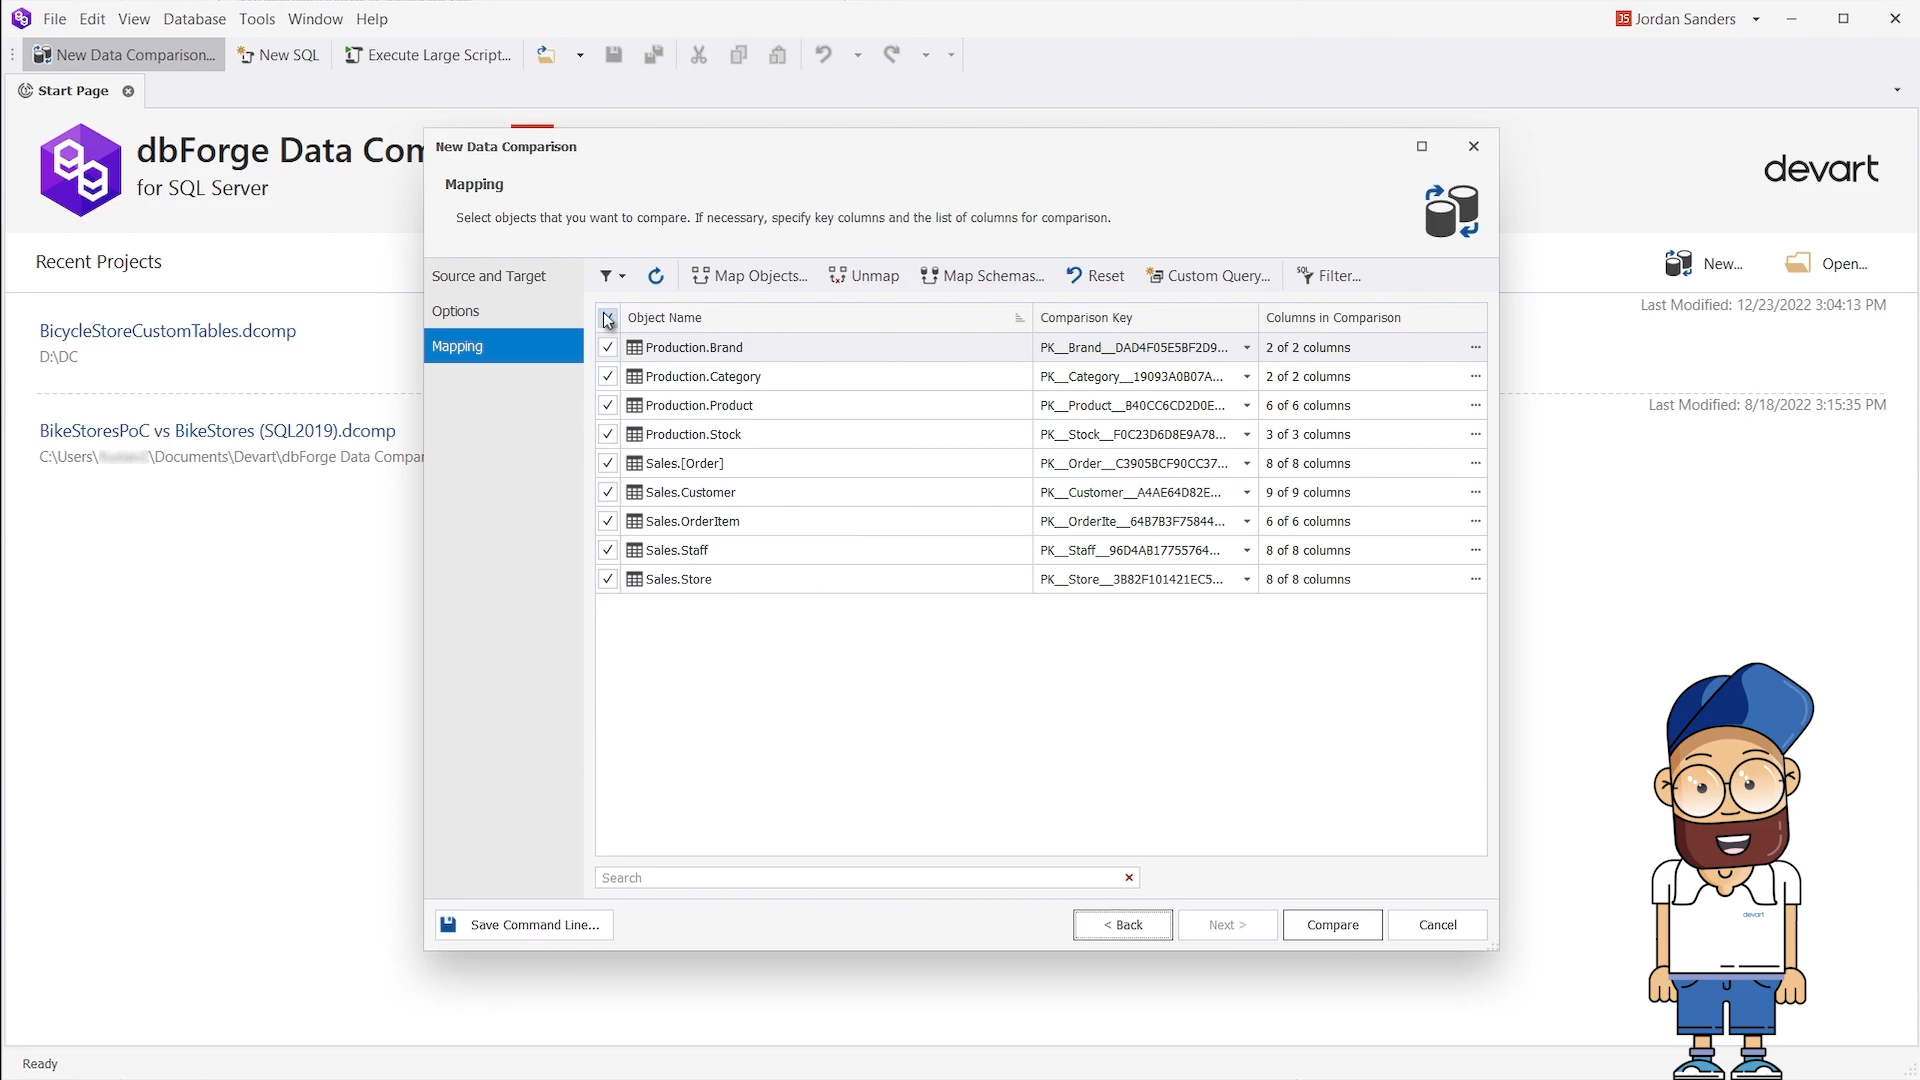 File Edit View Database Tools Window Help
Jordan Sanders
New Data Comparison... New SQL Execute Large Script...
Start Page
dbForge Data Com
for SQL Server
devart
New Data Comparison
Mapping
Select objects that you want to compare. If necessary, specify key columns and the list of columns for comparison.
Recent Projects
New... Open...
Source and Target
Options
Mapping
Map Objects... Unmap Map Schemas... Reset Custom Query... Filter...
BicycleStoreCustomTables.dcomp
D:\DC
Last Modified: 12/23/2022 3:04:13 PM
BikeStoresPoC vs BikeStores (SQL2019).dcomp
C:\Users\ \Documents\Devart\dbForge Data Compar
Last Modified: 8/18/2022 3:15:35 PM
Object Name Comparison Key Columns in Comparison
Production.Brand PK__Brand__DAD4F05E5BF2D9... 2 of 2 columns
Production.Category PK__Category__19093A0B07A... 2 of 2 columns
Production.Product PK__Product__B40CC6CD2D0E... 6 of 6 columns
Production.Stock PK__Stock__F0C23D6D8E9A78... 3 of 3 columns
Sales.[Order] PK__Order__C3905BCF90CC37... 8 of 8 columns
Sales.Customer PK__Customer__A4AE64D82E... 9 of 9 columns
Sales.OrderItem PK__OrderIte__64B7B3F75844... 6 of 6 columns
Sales.Staff PK__Staff__96D4AB17755764... 8 of 8 columns
Sales.Store PK__Store__3B82F101421EC5... 8 of 8 columns
Search
Save Command Line... < Back Next > Compare Cancel
devart
Ready